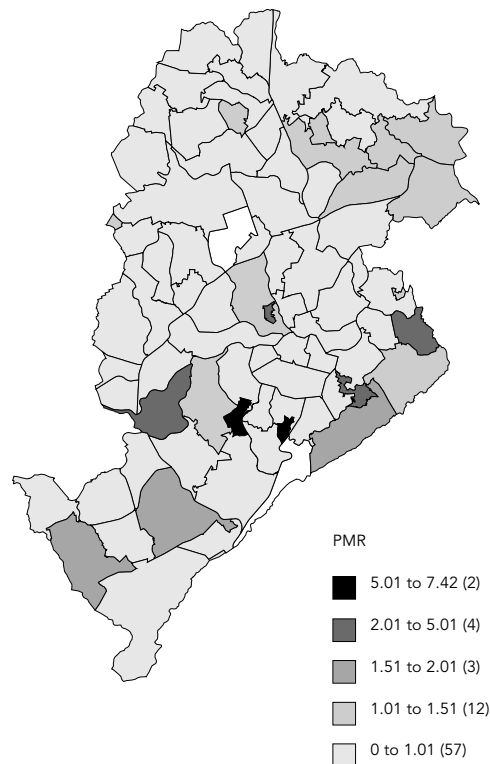 PMR
5.01 to 7.42 (2)
2.01 to 5.01 (4)
1.51 to 2.01 (3)
1.01 to 1.51 (12)
0 to 1.01 (57)